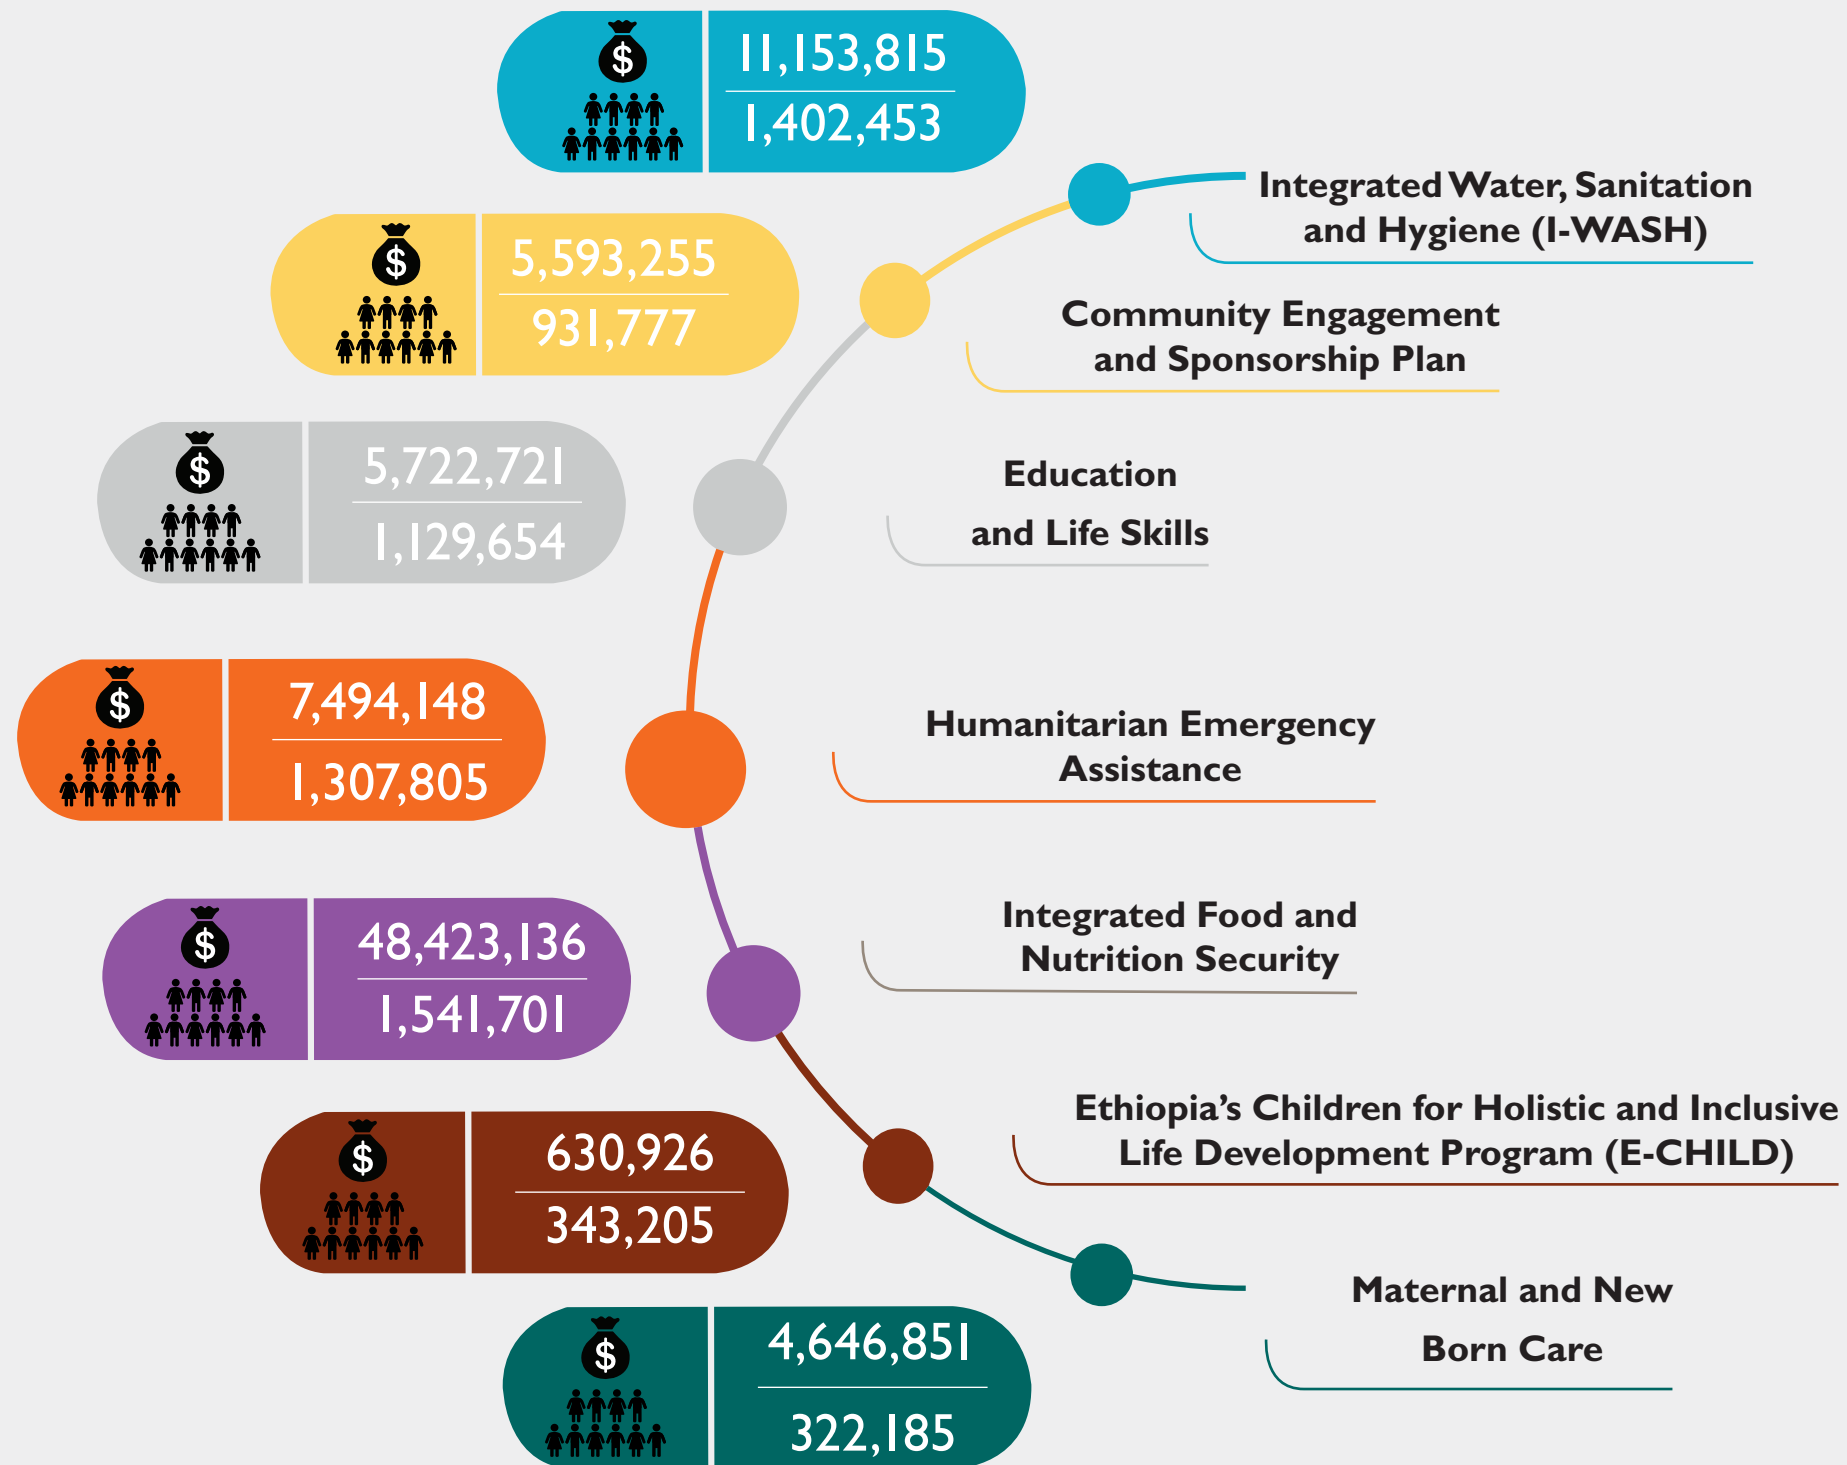 $
11,153,815
1,402,453
Integrated Water, Sanitation
and Hygiene (I-WASH)
$
5,593,255
931,777
Community Engagement
and Sponsorship Plan
$
5,722,721
1,129,654
Education
and Life Skills
$
7,494,148
1,307,805
Humanitarian Emergency
Assistance
$
48,423,136
1,541,701
Integrated Food and
Nutrition Security
$
630,926
343,205
Ethiopia’s Children for Holistic and Inclusive
Life Development Program (E-CHILD)
$
4,646,851
322,185
Maternal and New
Born Care